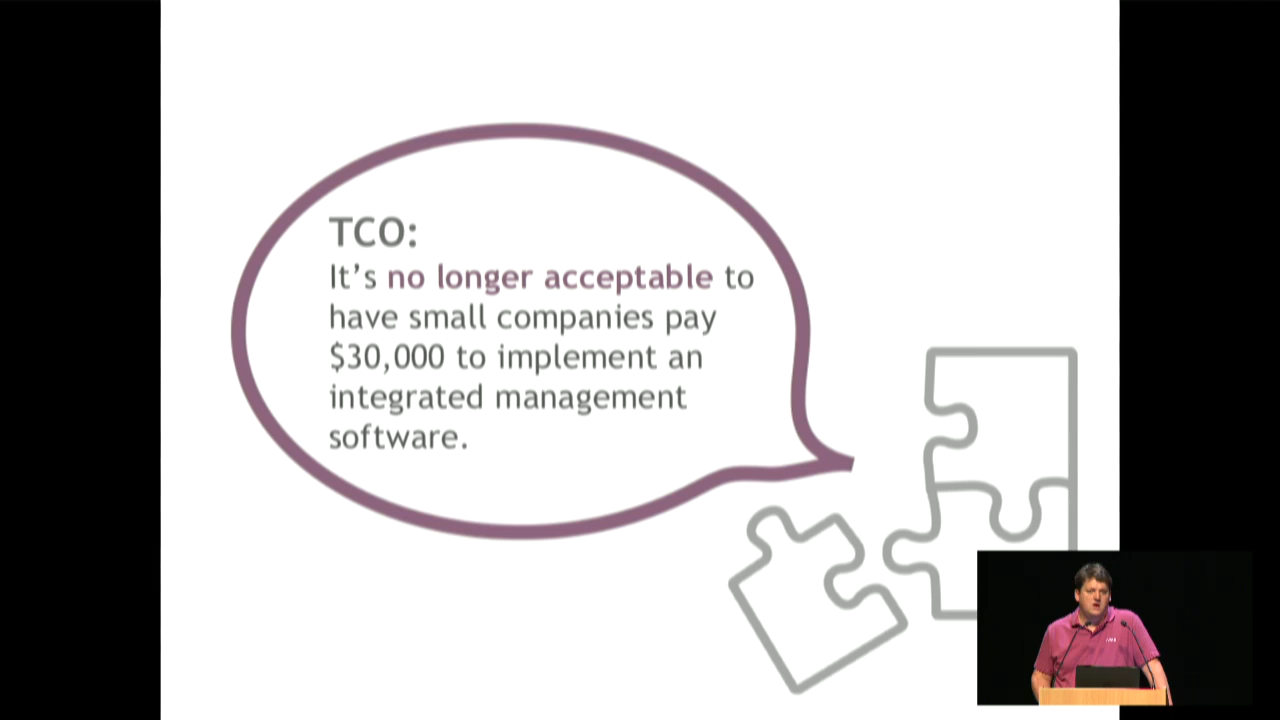 TCO:
It's no longer acceptable to
have small companies pay
$30,000 to implement an
integrated management
software.